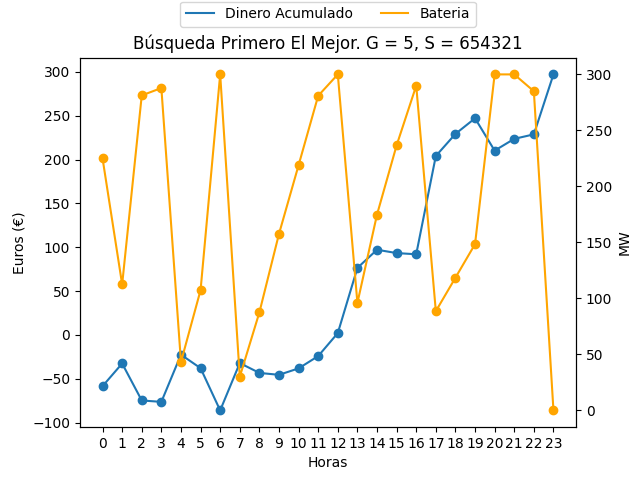 Dinero Acumulado Bateria
Búsqueda Primero El Mejor. G = 5, S = 654321
300
250
200
150
100
50
0
−50
−100
Euros (€)
300
250
200
150
100
50
0
MW
0 1 2 3 4 5 6 7 8 9 10 11 12 13 14 15 16 17 18 19 20 21 22 23
Horas